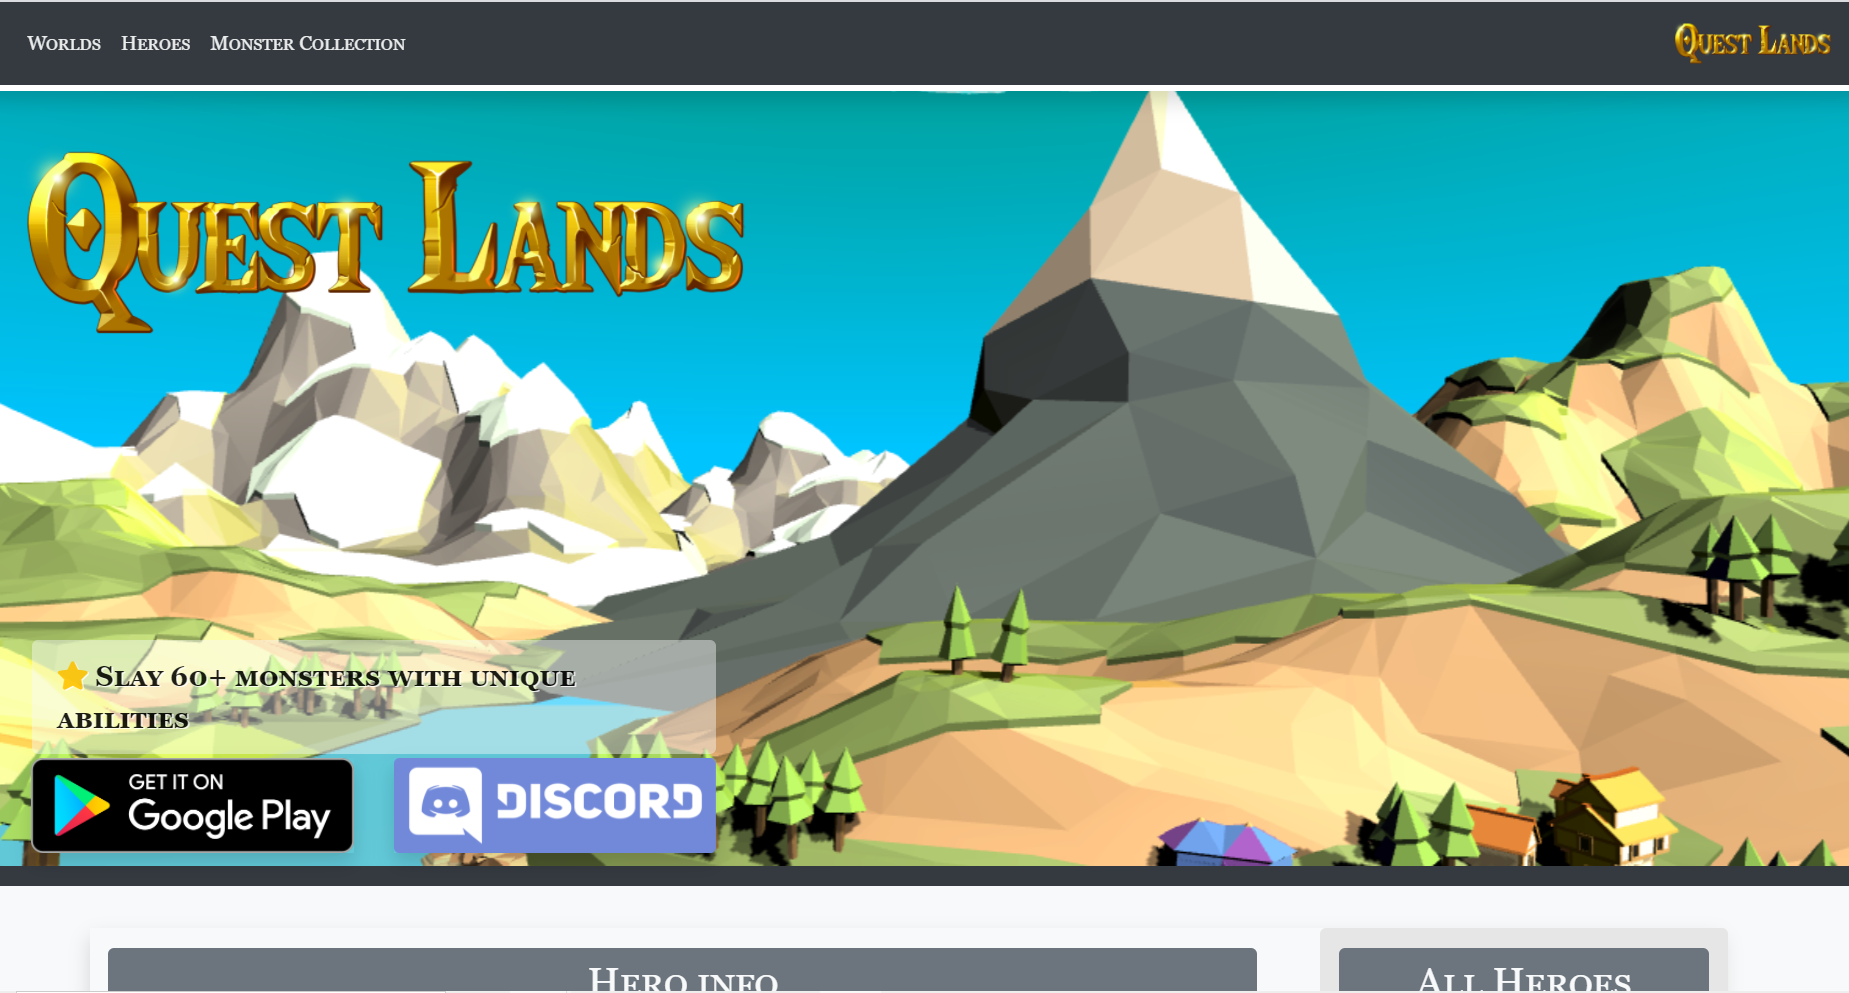 Worlds Heroes Monster Collection
Quest Lands
Quest Lands
Slay 60+ monsters with unique
abilities
GET IT ON
Google Play
DISCORD
Hero info
All Heroes